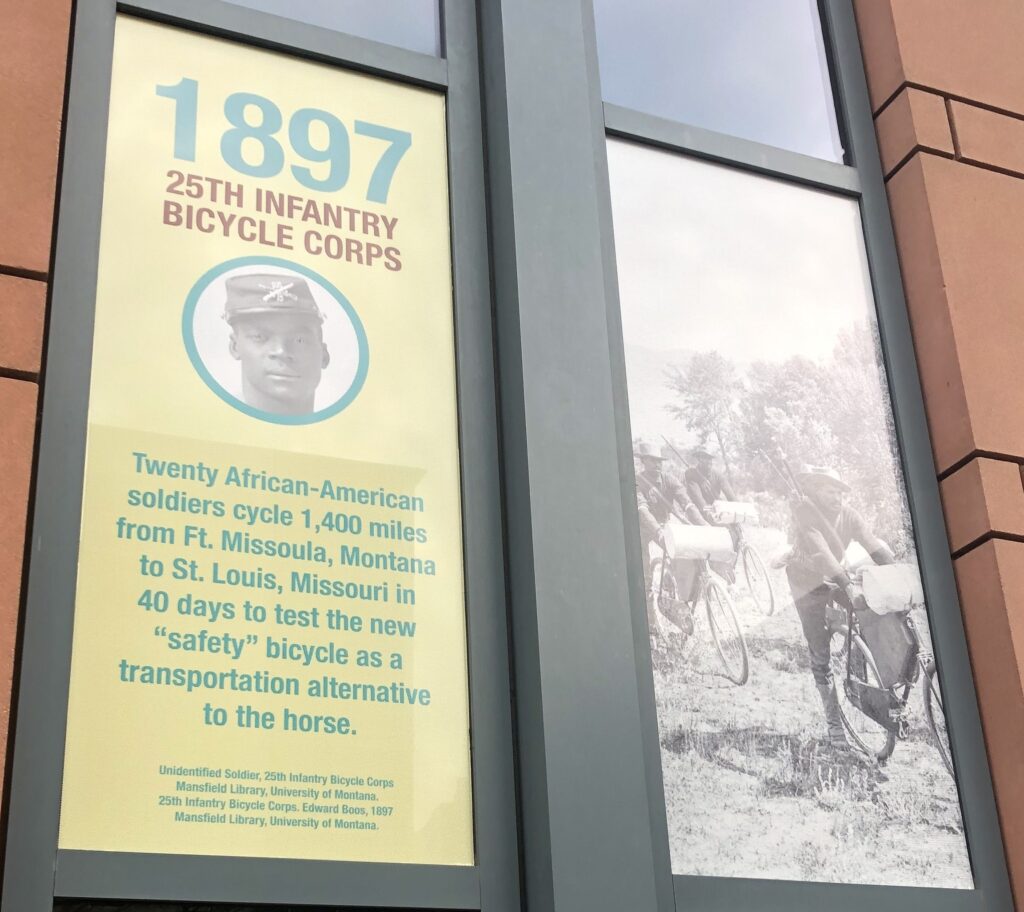 1897
25TH INFANTRY
BICYCLE CORPS
Twenty African-American
soldiers cycle 1,400 miles
from Ft. Missoula, Montana
to St. Louis, Missouri in
40 days to test the new
“safety” bicycle as a
transportation alternative
to the horse.
Unidentified Soldier, 25th Infantry Bicycle Corps
Mansfield Library, University of Montana.
25th Infantry Bicycle Corps. Edward Boos, 1897
Mansfield Library, University of Montana.